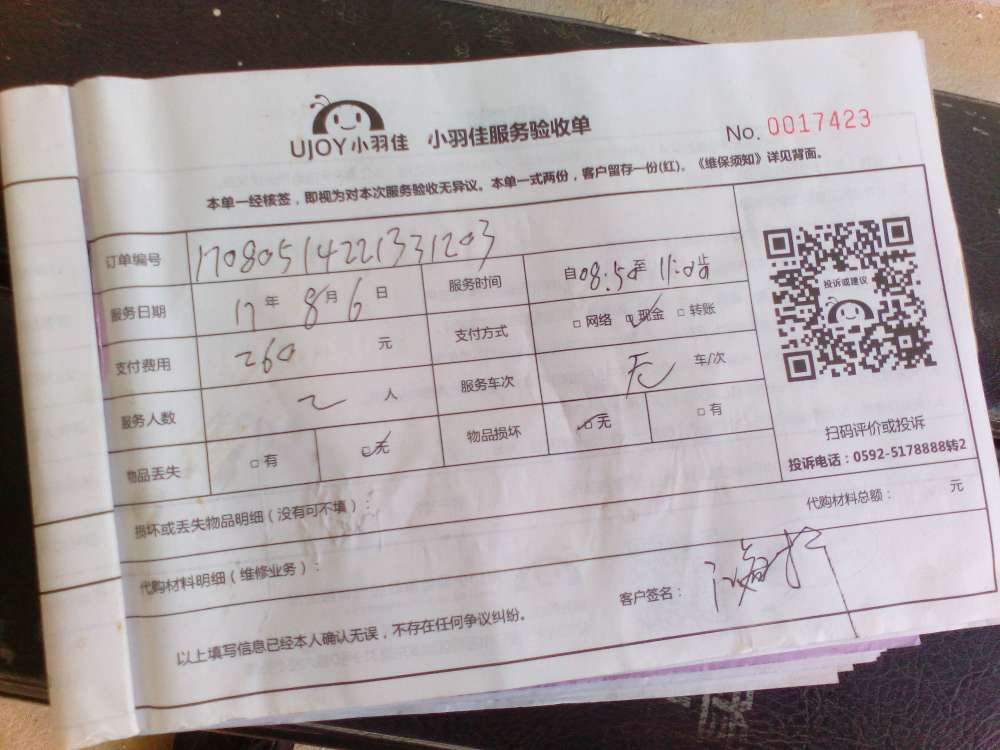 UJOY小羽佳 小羽佳服务验收单 No. 0017423
本单一经核签，即视为对本次服务验收无异议。本单一式两份，客户留存一份(红)。《维保须知》详见背面。
订单编号 17080514221331203
服务日期 17年 8月 6日 服务时间 自08:50至 11:00止
支付费用 260 元 支付方式 □ 网络 ☑ 现金 □ 转账
服务人数 2 人 服务车次 无 车/次
物品丢失 □ 有 ☑ 无 物品损坏 ☑ 无 □ 有
投诉或建议
扫码评价或投诉
投诉电话：0592-5178888转2
损坏或丢失物品明细（没有可不填）：
代购材料总额： 元
代购材料明细（维修业务）：
客户签名：
以上填写信息已经本人确认无误，不存在任何争议纠纷。